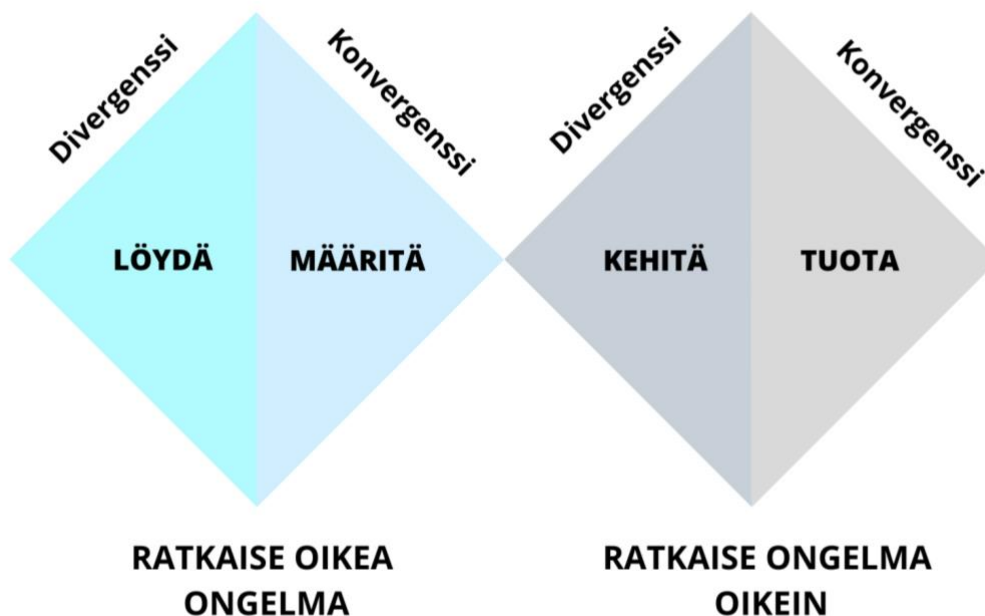 Divergenssi
Konvergenssi
Divergenssi
Konvergenssi
LÖYDÄ
MÄÄRITÄ
KEHITÄ
TUOTA
RATKAISE OIKEA
ONGELMA
RATKAISE ONGELMA
OIKEIN